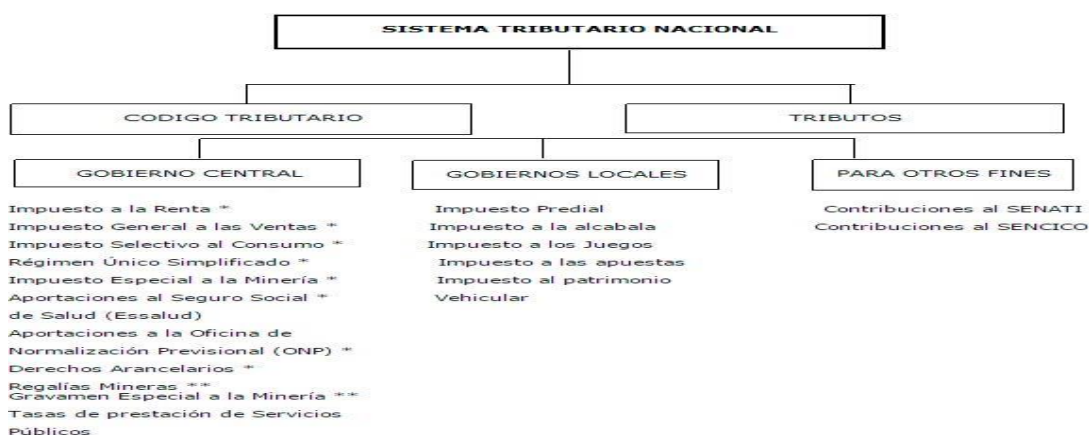 SISTEMA TRIBUTARIO NACIONAL
CODIGO TRIBUTARIO
TRIBUTOS
GOBIERNO CENTRAL
GOBIERNOS LOCALES
PARA OTROS FINES
Impuesto a la Renta *
Impuesto General a las Ventas *
Impuesto Selectivo al Consumo *
Régimen Único Simplificado *
Impuesto Especial a la Minería *
Aportaciones al Seguro Social *
de Salud (Essalud)
Aportaciones a la Oficina de
Normalización Previsional (ONP) *
Derechos Arancelarios *
Regalías Mineras **
Gravamen Especial a la Minería **
Tasas de prestación de Servicios
Públicos
Impuesto Predial
Impuesto a la alcabala
Impuesto a los Juegos
Impuesto a las apuestas
Impuesto al patrimonio
Vehicular
Contribuciones al SENATI
Contribuciones al SENCICO